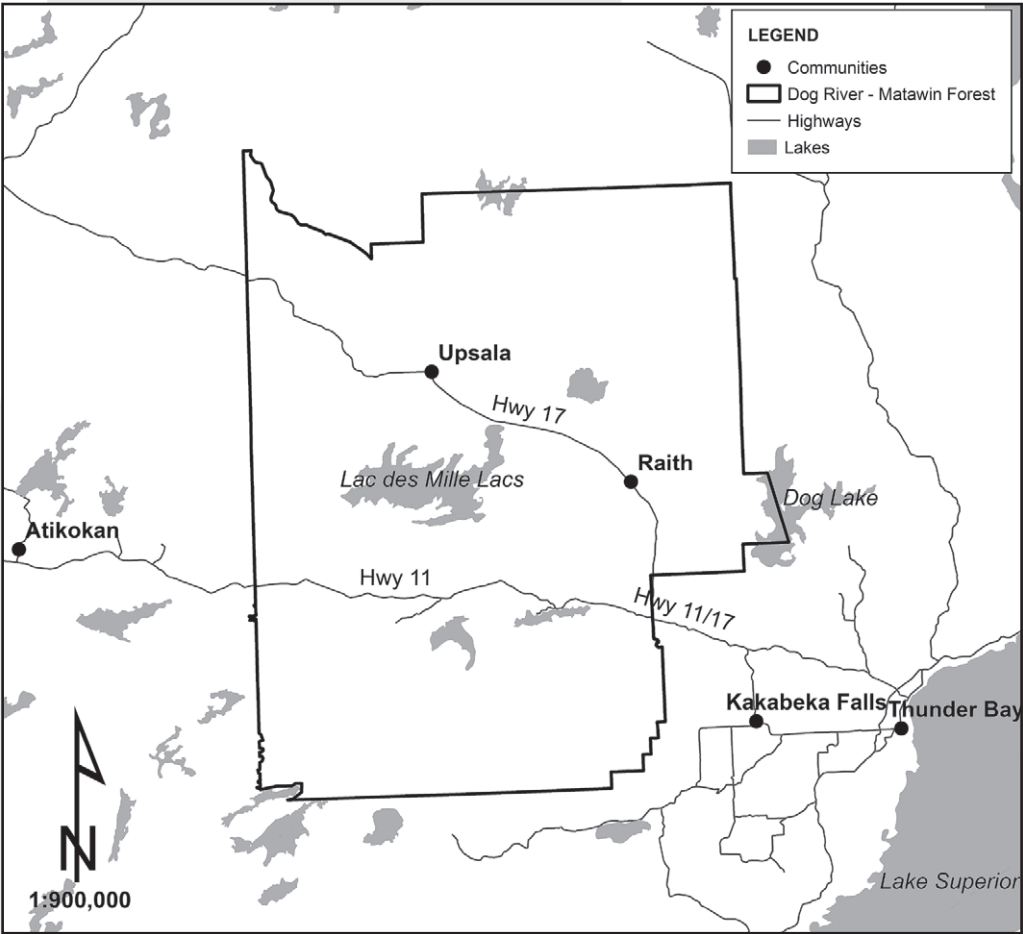 LEGEND
Communities
Dog River - Matawin Forest
Highways
Lakes
Upsala
Hwy 17
Raith
Lac des Mille Lacs
Dog Lake
Atikokan
Hwy 11
Hwy 11/17
Kakabeka Falls
Thunder Bay
N
1:900,000
Lake Superior